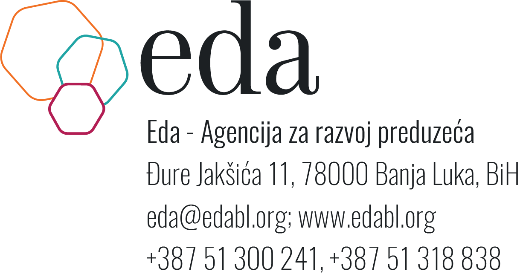 eda
Eda - Agencija za razvoj preduzeća
Đure Jakšića 11, 78000 Banja Luka, BiH
eda@edabl.org; www.edabl.org
+387 51 300 241, +387 51 318 838